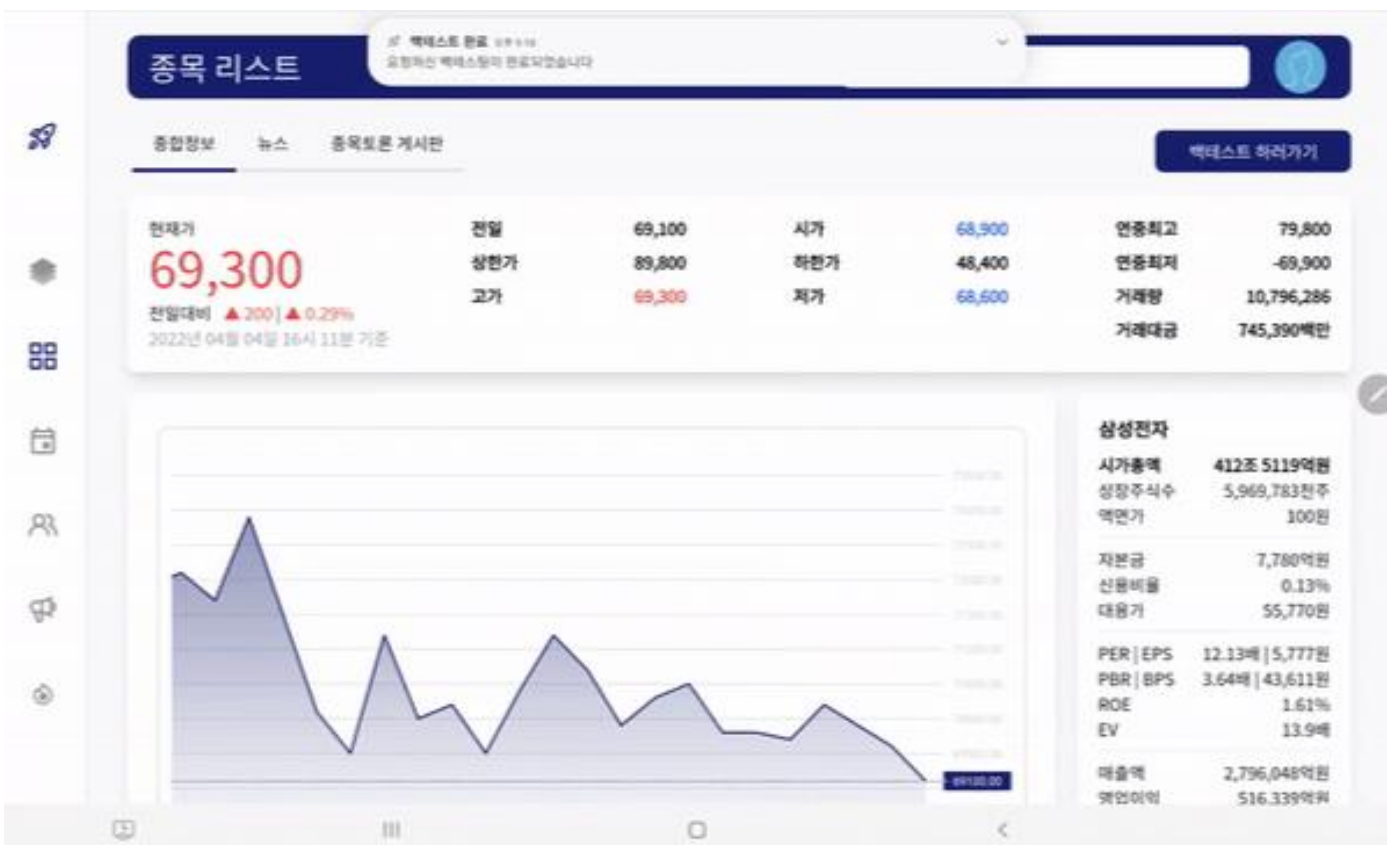 종목 리스트
백테스트 완료
요청하신 백테스팅이 완료되었습니다
종합정보 뉴스 종목토론 게시판
백테스트 하러가기
현재가
69,300
전일대비 ▲ 200 | ▲ 0.29%
2022년 04월 04일 16시 11분 기준
전일 69,100 시가 68,900 연중최고 79,800
상한가 89,800 하한가 48,400 연중최저 -69,900
고가 69,300 저가 68,600 거래량 10,796,286
거래대금 745,390백만
69100.00
삼성전자
시가총액 412조 5119억원
상장주식수 5,969,783천주
액면가 100원
자본금 7,780억원
신용비율 0.13%
대용가 55,770원
PER | EPS 12.13배 | 5,777원
PBR | BPS 3.64배 | 43,611원
ROE 1.61%
EV 13.9배
매출액 2,796,048억원
영업이익 516,339억원